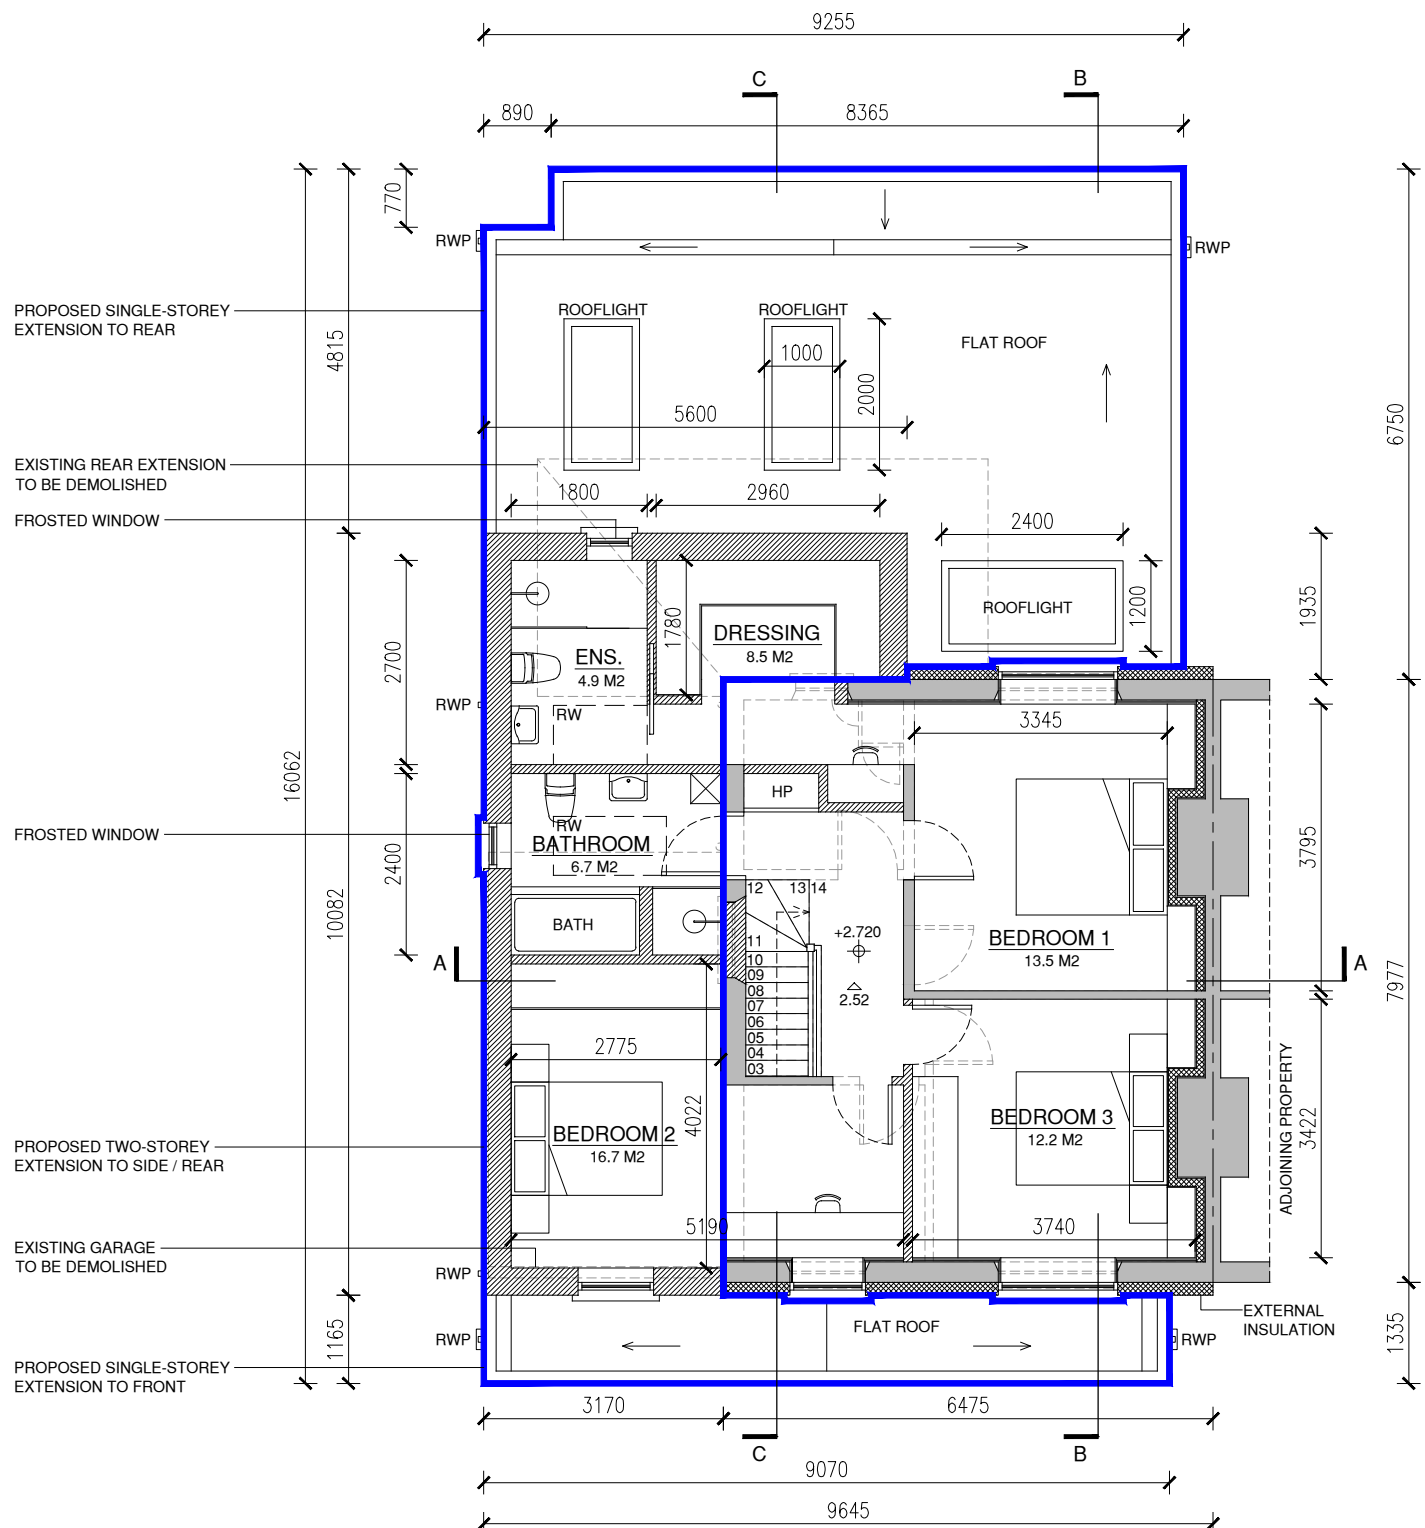 9255
C
B
890
8365
770
RWP
RWP
PROPOSED SINGLE-STOREY
EXTENSION TO REAR
ROOFLIGHT
ROOFLIGHT
FLAT ROOF
1000
2000
4815
6750
5600
EXISTING REAR EXTENSION
TO BE DEMOLISHED
1800
2960
FROSTED WINDOW
2400
1200
ROOFLIGHT
1935
1780
DRESSING
8.5 M2
ENS.
4.9 M2
2700
RWP
RW
3345
16062
HP
RW
FROSTED WINDOW
BATHROOM
6.7 M2
2400
3795
10082
12
13
14
BATH
+2.720
BEDROOM 1
13.5 M2
A
A
11
10
09
08
07
06
05
04
03
2.52
7977
2775
4022
ADJOINING PROPERTY
3422
BEDROOM 2
16.7 M2
BEDROOM 3
12.2 M2
PROPOSED TWO-STOREY
EXTENSION TO SIDE / REAR
5190
3740
EXISTING GARAGE
TO BE DEMOLISHED
RWP
EXTERNAL
INSULATION
1165
RWP
FLAT ROOF
RWP
1335
PROPOSED SINGLE-STOREY
EXTENSION TO FRONT
3170
6475
C
B
9070
9645